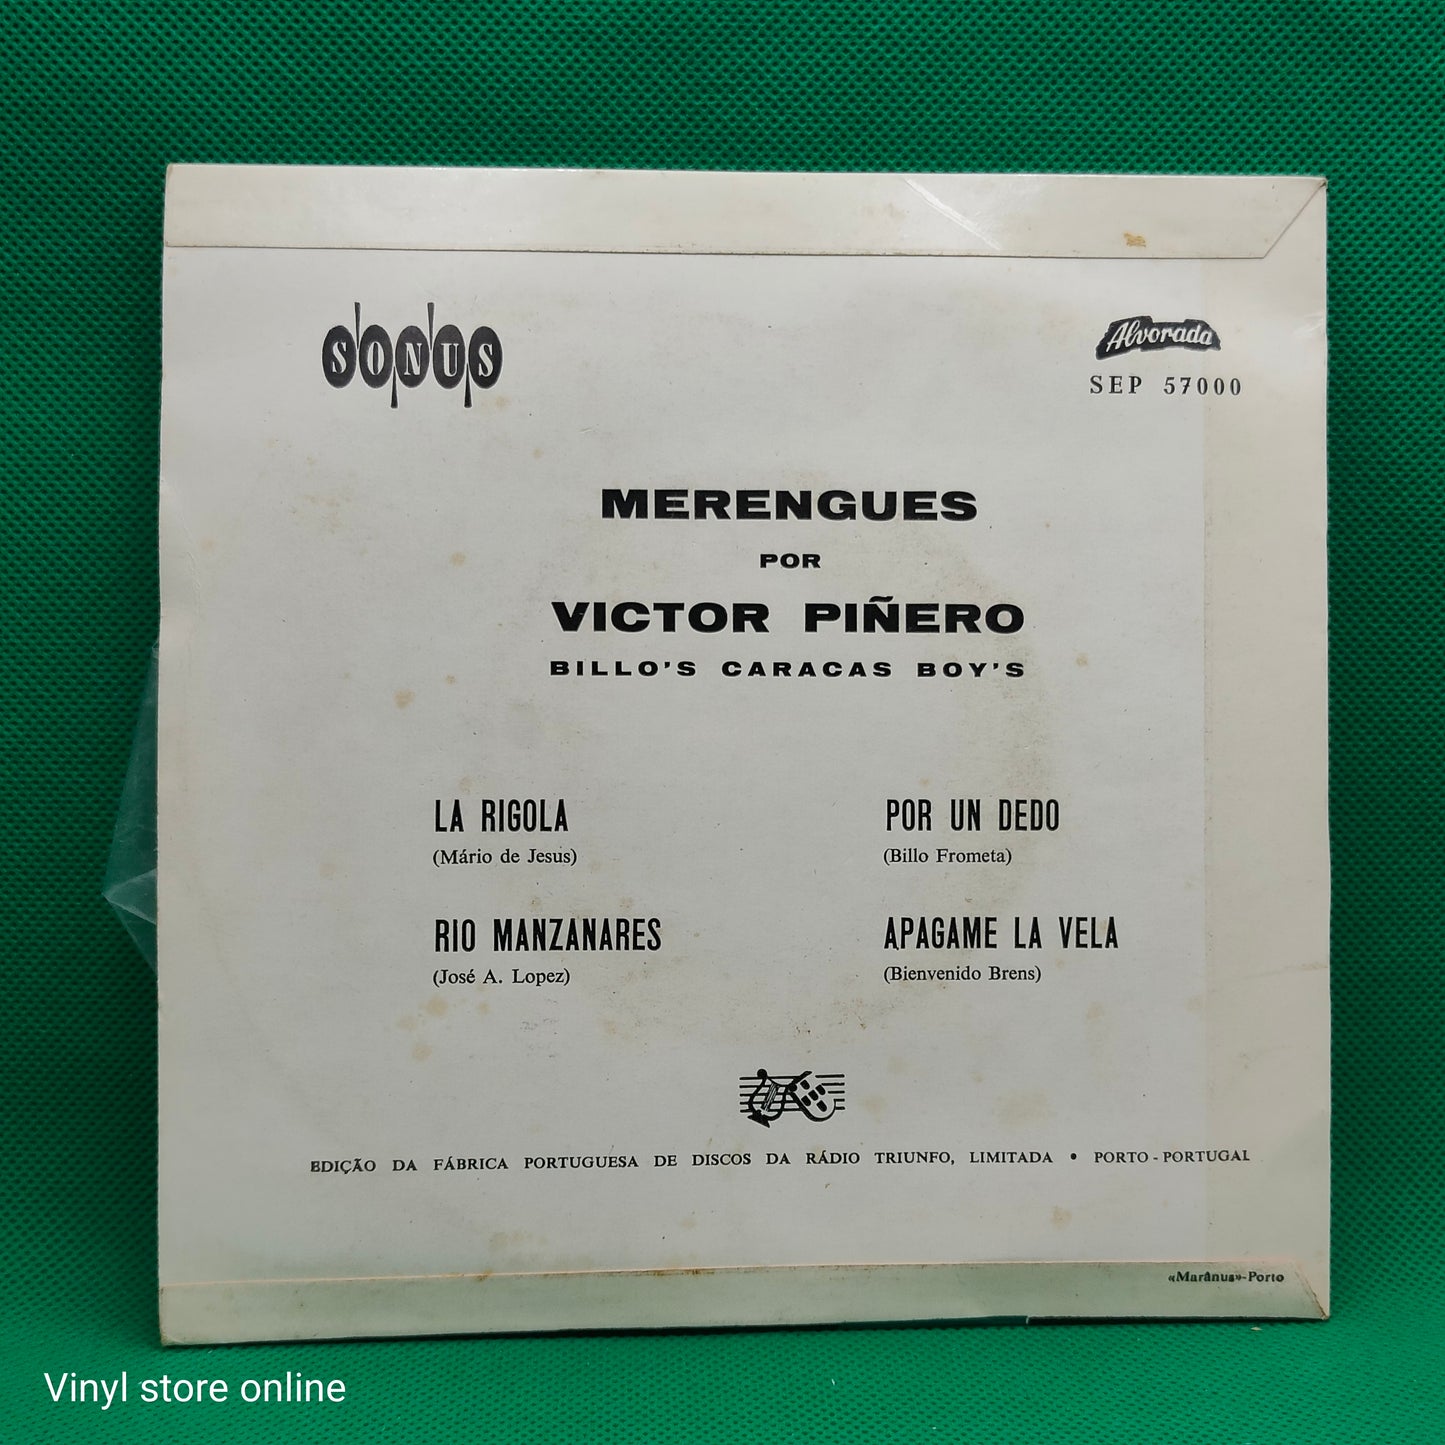 SONUS
Alvorada
SEP 57000
MERENGUES
POR
VICTOR PIÑERO
BILLO'S CARACAS BOY'S
LA RIGOLA
(Mário de Jesus)
RIO MANZANARES
(José A. Lopez)
POR UN DEDO
(Billo Frometa)
APAGAME LA VELA
(Bienvenido Brens)
EDIÇÃO DA FÁBRICA PORTUGUESA DE DISCOS DA RÁDIO TRIUNFO, LIMITADA • PORTO - PORTUGAL
«Marânus»-Porto
Vinyl store online